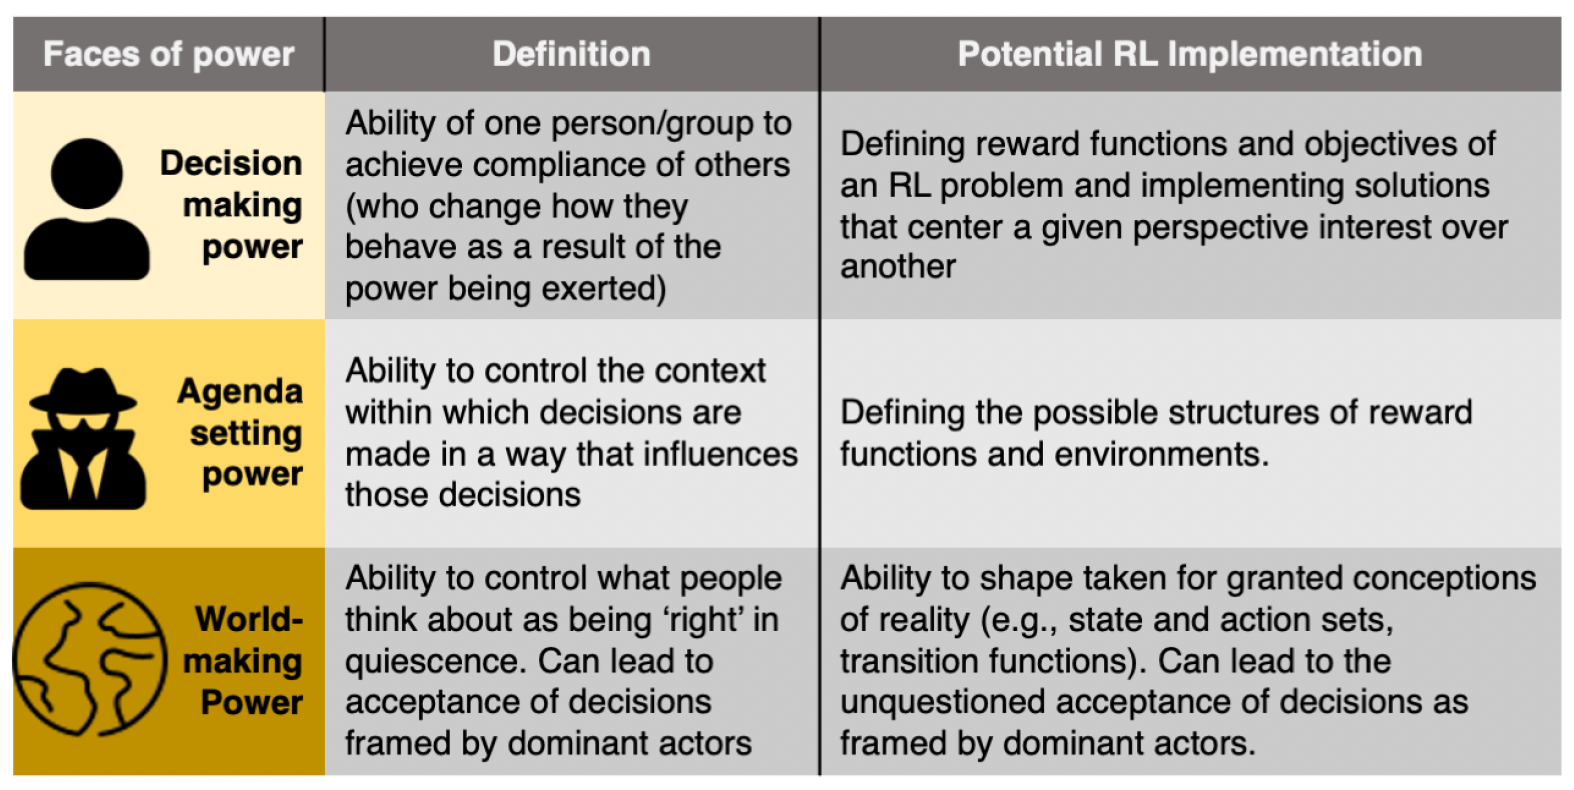 Faces of power
Definition
Potential RL Implementation
Decision
making
power
Ability of one person/group to
achieve compliance of others
(who change how they
behave as a result of the
power being exerted)
Defining reward functions and objectives of
an RL problem and implementing solutions
that center a given perspective interest over
another
Agenda
setting
power
Ability to control the context
within which decisions are
made in a way that influences
those decisions
Defining the possible structures of reward
functions and environments.
World-
making
Power
Ability to control what people
think about as being ‘right’ in
quiescence. Can lead to
acceptance of decisions
framed by dominant actors
Ability to shape taken for granted conceptions
of reality (e.g., state and action sets,
transition functions). Can lead to the
unquestioned acceptance of decisions as
framed by dominant actors.